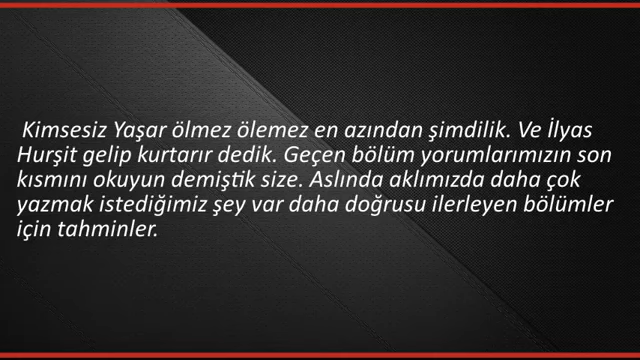 Kimsesiz Yaşar ölmez ölemez en azından şimdilik. Ve İlyas
Hurşit gelip kurtarır dedik. Geçen bölüm yorumlarımızın son
kısmını okuyun demiştik size. Aslında aklımızda daha çok
yazmak istediğimiz şey var daha doğrusu ilerleyen bölümler
için tahminler.